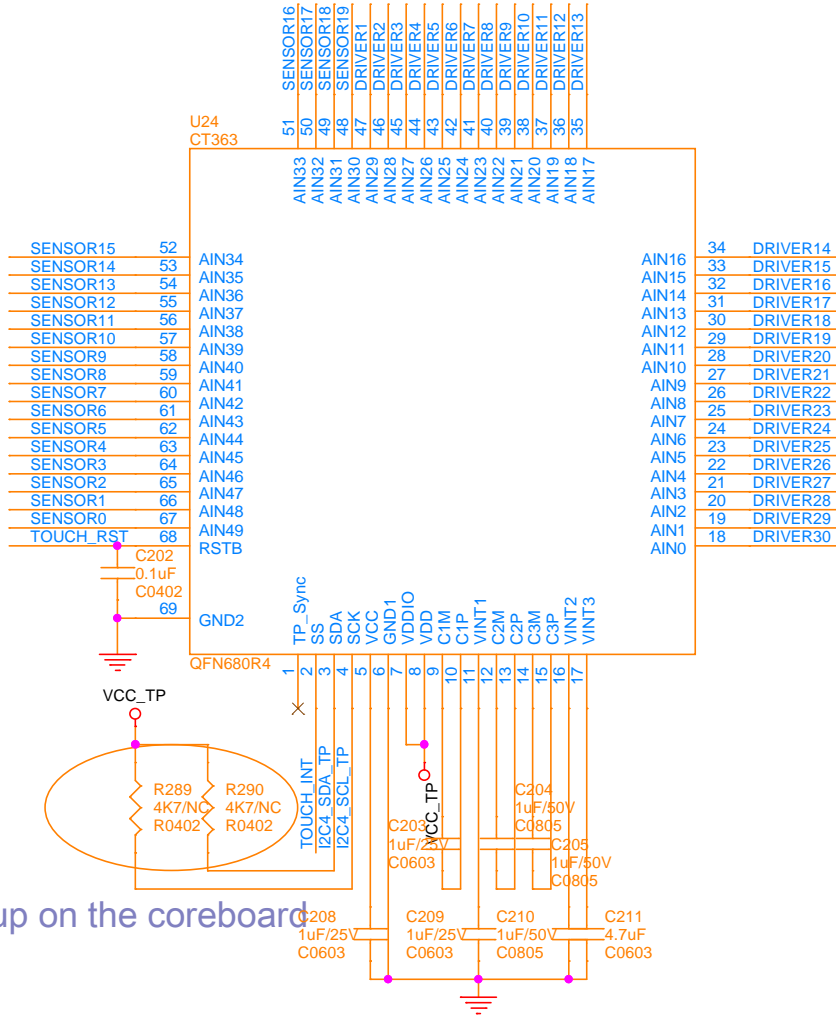 SENSOR16
SENSOR17
SENSOR18
SENSOR19
DRIVER1
DRIVER2
DRIVER3
DRIVER4
DRIVER5
DRIVER6
DRIVER7
DRIVER8
DRIVER9
DRIVER10
DRIVER11
DRIVER12
DRIVER13
51
50
49
48
47
46
45
44
43
42
41
40
39
38
37
36
35
U24
CT363
AIN33
AIN32
AIN31
AIN30
AIN29
AIN28
AIN27
AIN26
AIN25
AIN24
AIN23
AIN22
AIN21
AIN20
AIN19
AIN18
AIN17
SENSOR15 52 AIN34
SENSOR14 53 AIN35
SENSOR13 54 AIN36
SENSOR12 55 AIN37
SENSOR11 56 AIN38
SENSOR10 57 AIN39
SENSOR9 58 AIN40
SENSOR8 59 AIN41
SENSOR7 60 AIN42
SENSOR6 61 AIN43
SENSOR5 62 AIN44
SENSOR4 63 AIN45
SENSOR3 64 AIN46
SENSOR2 65 AIN47
SENSOR1 66 AIN48
SENSOR0 67 AIN49
TOUCH_RST 68 RSTB
AIN16 34 DRIVER14
AIN15 33 DRIVER15
AIN14 32 DRIVER16
AIN13 31 DRIVER17
AIN12 30 DRIVER18
AIN11 29 DRIVER19
AIN10 28 DRIVER20
AIN9 27 DRIVER21
AIN8 26 DRIVER22
AIN7 25 DRIVER23
AIN6 24 DRIVER24
AIN5 23 DRIVER25
AIN4 22 DRIVER26
AIN3 21 DRIVER27
AIN2 20 DRIVER28
AIN1 19 DRIVER29
AIN0 18 DRIVER30
C202
0.1uF
C0402
69 GND2
TP_Sync
SS
SDA
SCK
VCC
GND1
VDDIO
VDD
C1M
C1P
VINT1
C2M
C2P
C3M
C3P
VINT2
VINT3
QFN680R4
1
2
3
4
5
6
7
8
9
10
11
12
13
14
15
16
17
VCC_TP
R289
4K7/NC
R0402
R290
4K7/NC
R0402
TOUCH_INT
I2C4_SDA_TP
I2C4_SCL_TP
VCC_TP
C203
1uF/25V
C0603
C204
1uF/50V
C0805
C205
1uF/50V
C0805
up on the coreboard
C208
1uF/25V
C0603
C209
1uF/25V
C0603
C210
1uF/50V
C0805
C211
4.7uF
C0603